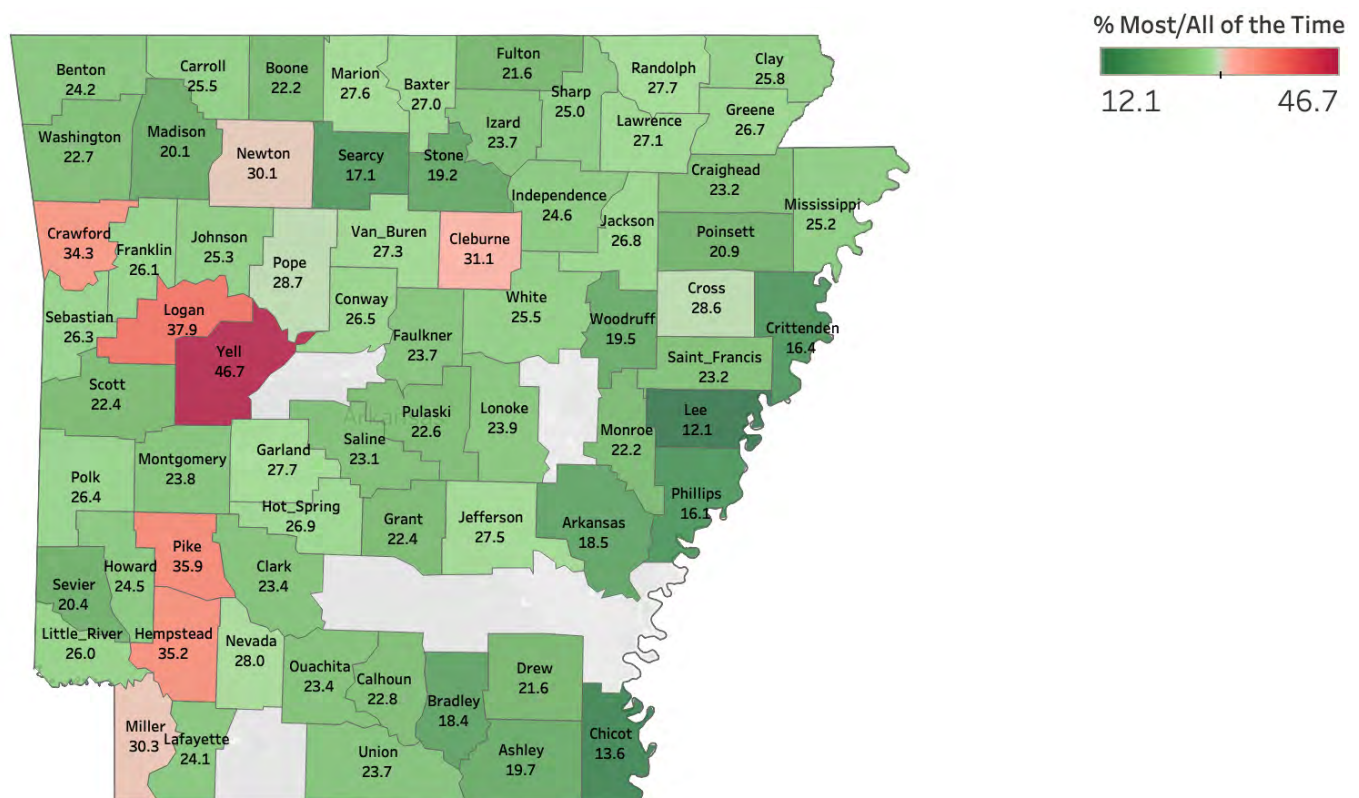 % Most/All of the Time
12.1 46.7
Benton
24.2
Carroll
25.5
Boone
22.2
Marion
27.6
Baxter
27.0
Fulton
21.6
Sharp
25.0
Randolph
27.7
Clay
25.8
Washington
22.7
Madison
20.1
Newton
30.1
Searcy
17.1
Stone
19.2
Izard
23.7
Lawrence
27.1
Greene
26.7
Independence
24.6
Jackson
26.8
Craighead
23.2
Mississippi
25.2
Crawford
34.3
Franklin
26.1
Johnson
25.3
Pope
28.7
Van_Buren
27.3
Cleburne
31.1
Poinsett
20.9
Sebastian
26.3
Logan
37.9
Yell
46.7
Conway
26.5
Faulkner
23.7
White
25.5
Woodruff
19.5
Cross
28.6
Crittenden
16.4
Saint_Francis
23.2
Scott
22.4
Arkansas
Pulaski
22.6
Lonoke
23.9
Monroe
22.2
Lee
12.1
Saline
23.1
Garland
27.7
Montgomery
23.8
Polk
26.4
Hot_Spring
26.9
Grant
22.4
Jefferson
27.5
Arkansas
18.5
Phillips
16.1
Pike
35.9
Clark
23.4
Howard
24.5
Sevier
20.4
Little_River
26.0
Hempstead
35.2
Nevada
28.0
Ouachita
23.4
Calhoun
22.8
Bradley
18.4
Drew
21.6
Miller
30.3
Lafayette
24.1
Union
23.7
Ashley
19.7
Chicot
13.6